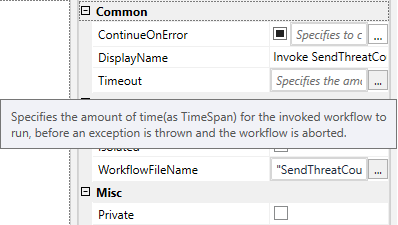 Common
ContinueOnError Specifies to c ...
DisplayName Invoke SendThreatCo
Timeout Specifies the amo ...
Specifies the amount of time(as TimeSpan) for the invoked workflow to
run, before an exception is thrown and the workflow is aborted.
Isolated
WorkflowFileName "SendThreatCou ...
Misc
Private